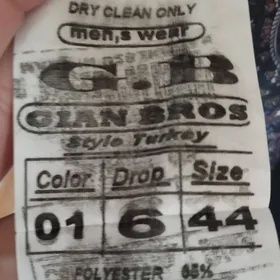 DRY CLEAN ONLY
men,s wear
G.B
GIAN BROS
Style Turkey
Color Drop Size
01 6 44
POLYESTER 65%